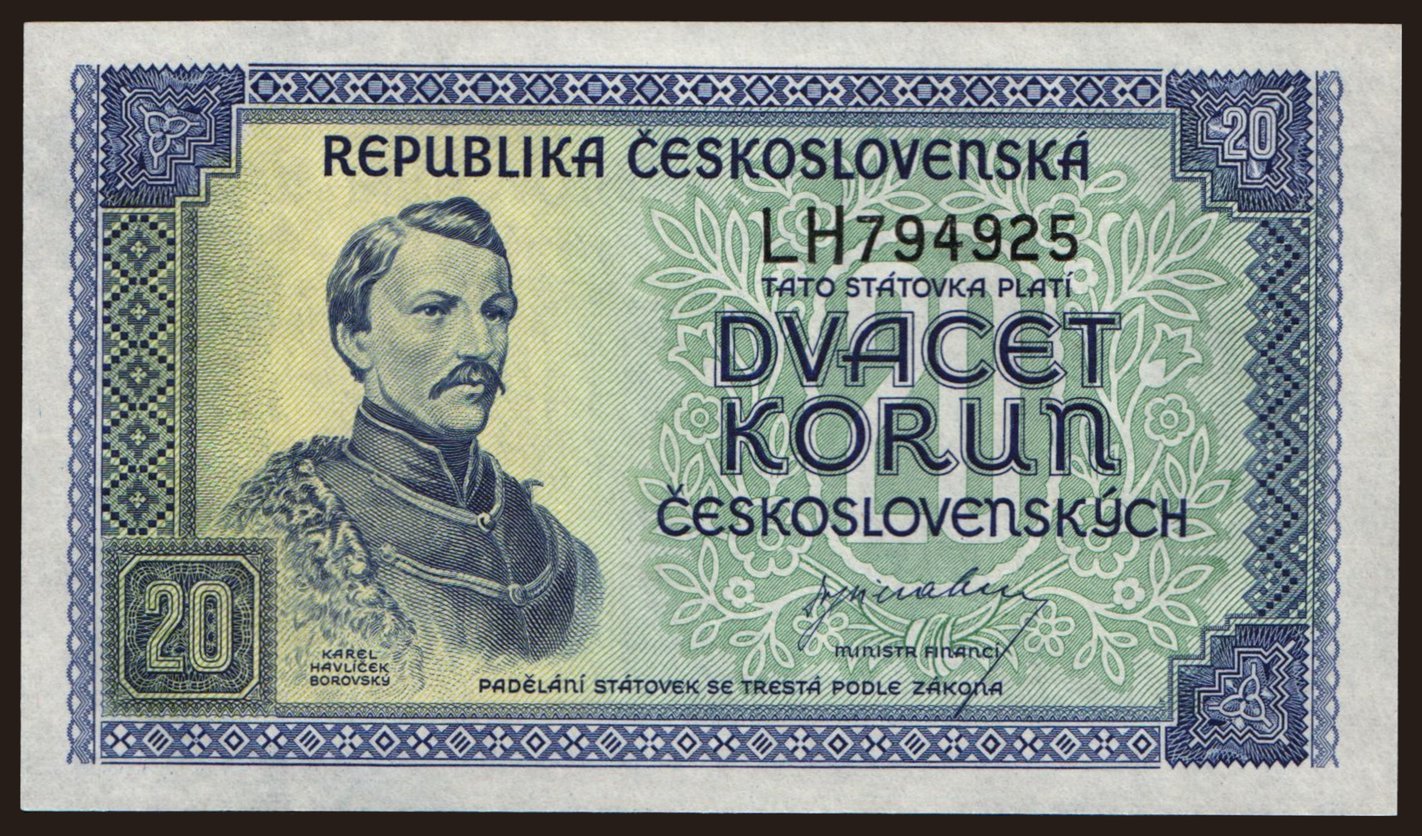 20
REPUBLIKA ČESKOSLOVENSKÁ
LH794925
TATO STÁTOVKA PLATÍ
DVACET
KORUN
ČESKOSLOVENSKÝCH
MINISTR FINANCÍ
20
KAREL
HAVLÍČEK
BOROVSKÝ
PADĚLÁNÍ STÁTOVEK SE TRESTÁ PODLE ZÁKONA
20